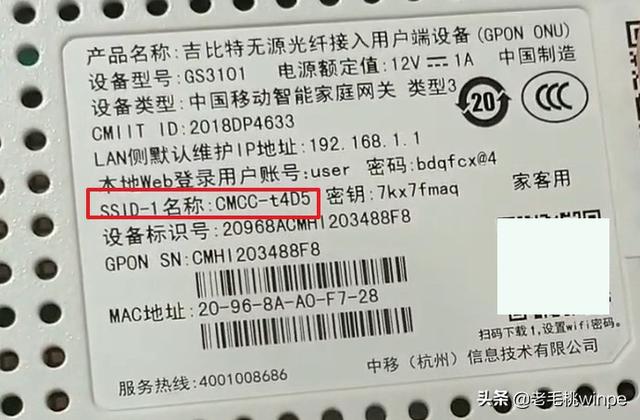 产品名称:吉比特无源光纤接入用户端设备(GPON ONU)
设备型号:GS3101 电源额定值:12V⎓1A 中国制造
设备类型:中国移动智能家庭网关 类型3
20
CCC
CMIIT ID:2018DP4633
LAN侧默认维护IP地址:192.168.1.1
本地Web登录用户账号:user 密码:bdqfcx@4
SSID-1名称:CMCC-t4D5 密钥:7kx7fmaq 家客用
设备标识号:20968ACMHI203488F8
GPON SN:CMHI203488F8
MAC地址:20-96-8A-A0-F7-28
扫码下载 ,设置wifi密码。
中移(杭州)信息技术有限公司
服务热线:4001008686
头条 @老毛桃winpe